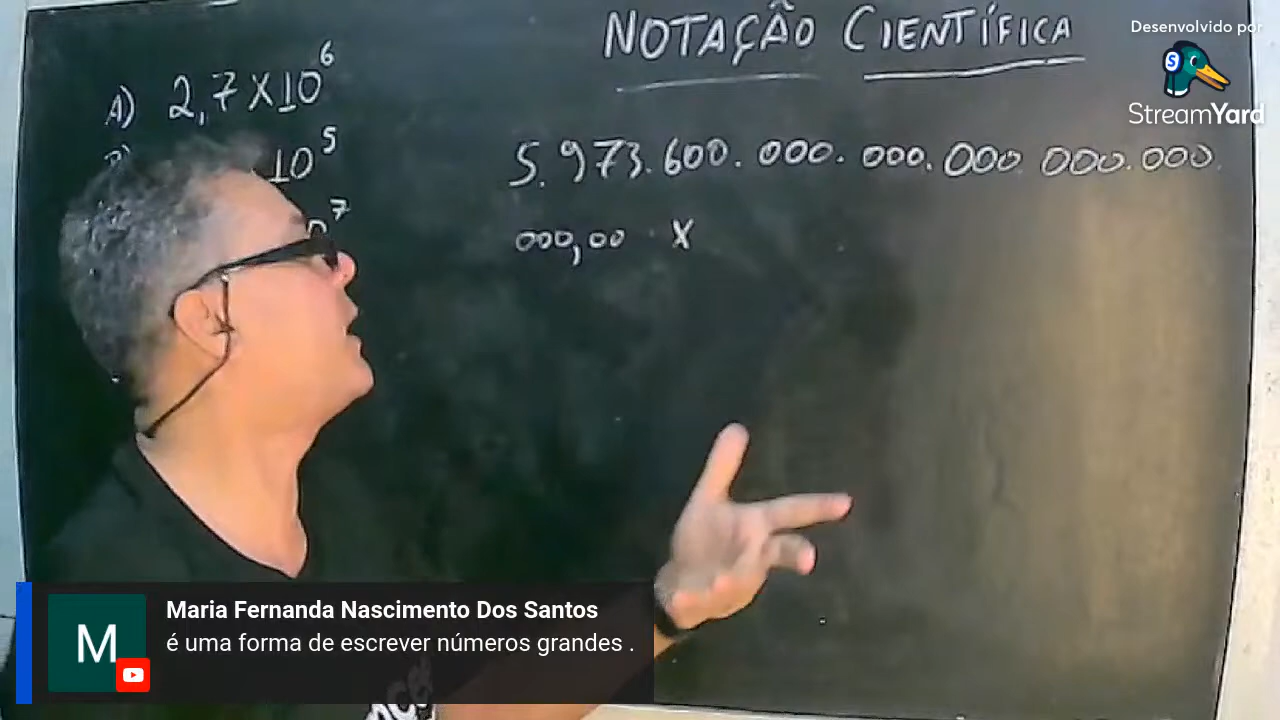 NOTAÇÃO CIENTÍFICA
Desenvolvido por
StreamYard
A) 2,7 X 10⁶
10⁵
⁷
5.973.600.000.000.000 000.000.
000,00 X
Maria Fernanda Nascimento Dos Santos
é uma forma de escrever números grandes .
M